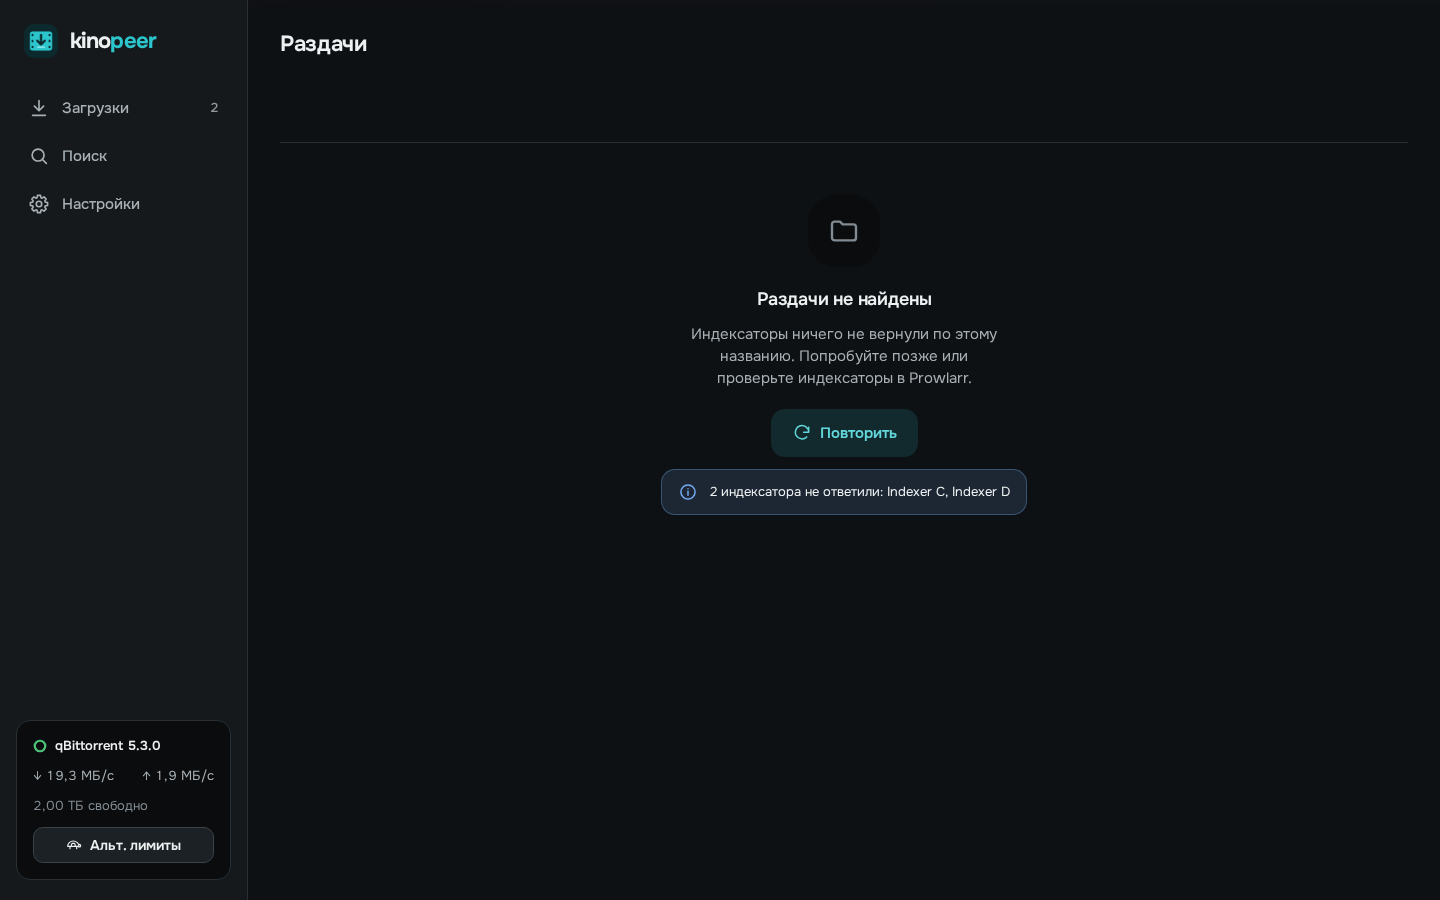 kinopeer
Загрузки 2
Поиск
Настройки
Раздачи
Раздачи не найдены
Индексаторы ничего не вернули по этому
названию. Попробуйте позже или
проверьте индексаторы в Prowlarr.
Повторить
2 индексатора не ответили: Indexer C, Indexer D
qBittorrent 5.3.0
↓ 19,3 МБ/с ↑ 1,9 МБ/с
2,00 ТБ свободно
Альт. лимиты